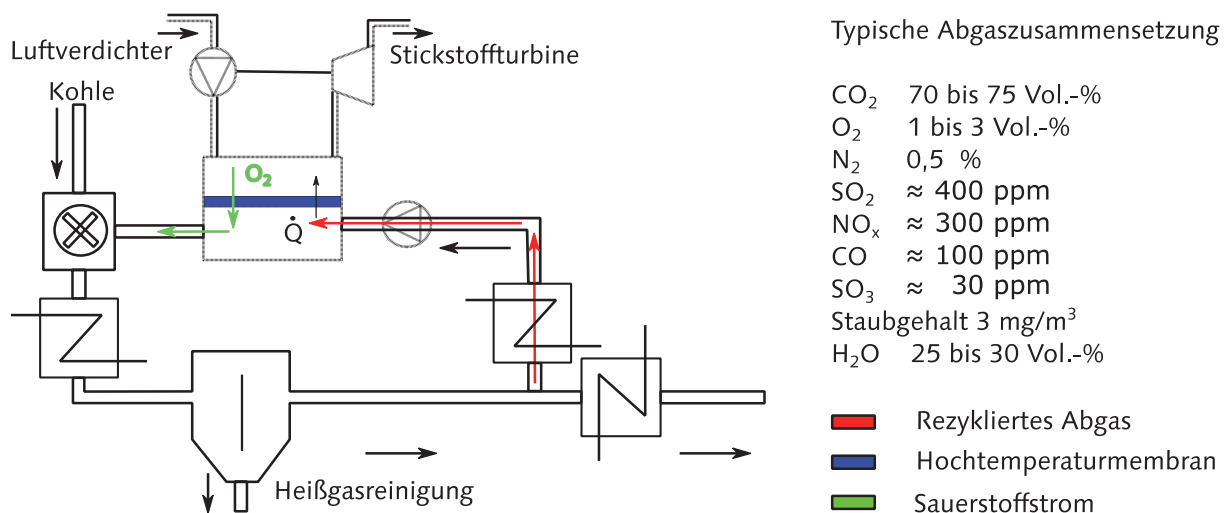 Luftverdichter
Kohle
Stickstoffturbine
O₂
Q̇
Heißgasreinigung
Typische Abgaszusammensetzung
CO₂ 70 bis 75 Vol.-%
O₂ 1 bis 3 Vol.-%
N₂ 0,5 %
SO₂ ≈ 400 ppm
NOₓ ≈ 300 ppm
CO ≈ 100 ppm
SO₃ ≈ 30 ppm
Staubgehalt 3 mg/m³
H₂O 25 bis 30 Vol.-%
Rezykliertes Abgas
Hochtemperaturmembran
Sauerstoffstrom